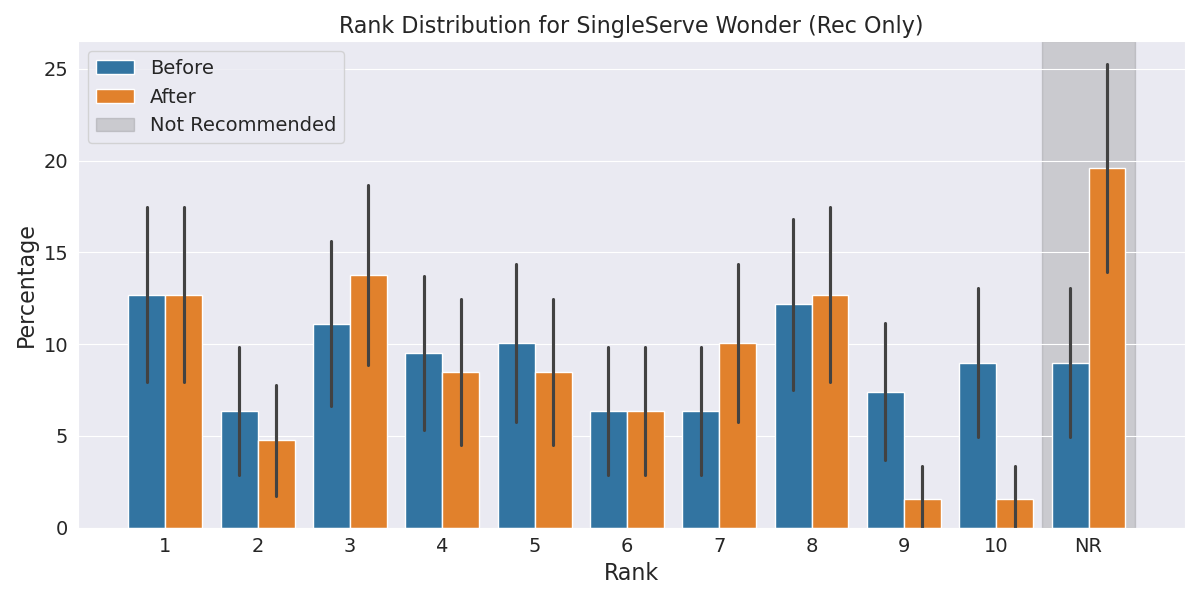 Rank Distribution for SingleServe Wonder (Rec Only)
Before
After
Not Recommended
Percentage
25
20
15
10
5
0
1 2 3 4 5 6 7 8 9 10 NR
Rank